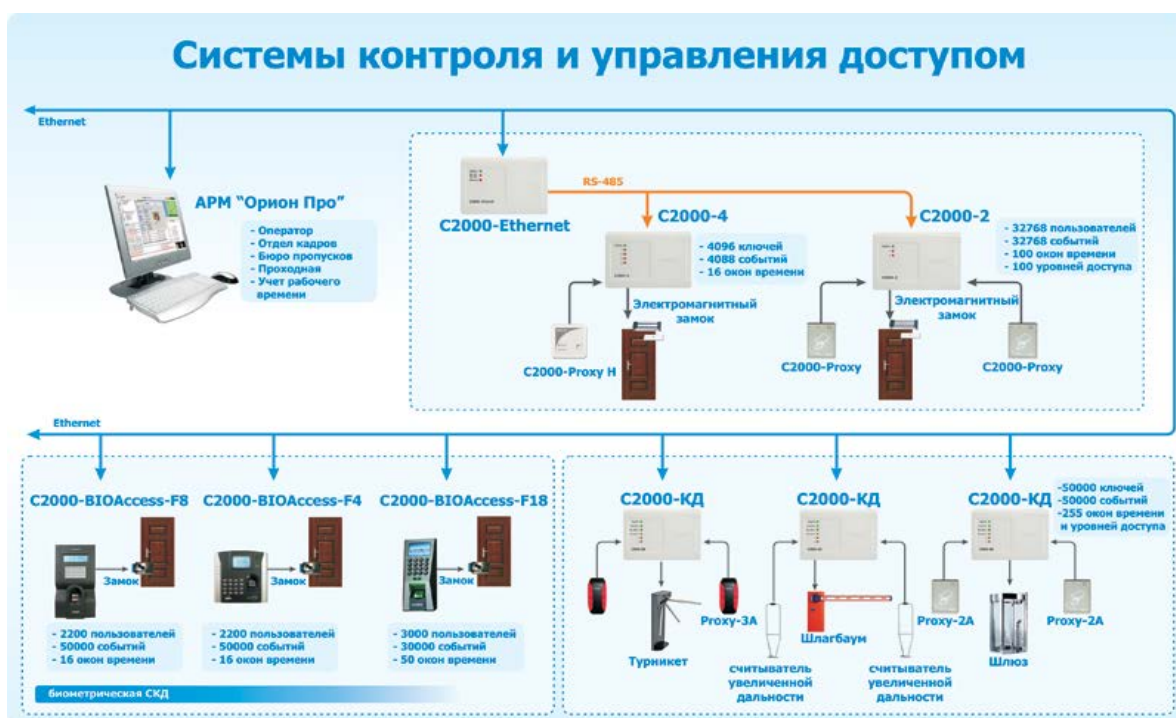 Системы контроля и управления доступом
Ethernet
АРМ "Орион Про"
- Оператор
- Отдел кадров
- Бюро пропусков
- Проходная
- Учет рабочего
времени
С2000-Ethernet
RS-485
С2000-4
- 4096 ключей
- 4088 событий
- 16 окон времени
Электромагнитный
замок
С2000-Proxy H
С2000-2
- 32768 пользователей
- 32768 событий
- 100 окон времени
- 100 уровней доступа
Электромагнитный
замок
С2000-Proxy
С2000-Proxy
Ethernet
С2000-BIOAccess-F8
Замок
- 2200 пользователей
- 50000 событий
- 16 окон времени
С2000-BIOAccess-F4
Замок
- 2200 пользователей
- 50000 событий
- 16 окон времени
С2000-BIOAccess-F18
Замок
- 3000 пользователей
- 30000 событий
- 50 окон времени
биометрическая СКД
С2000-КД
Proxy-3A
Турникет
С2000-КД
Шлагбаум
считыватель
увеличенной
дальности
считыватель
увеличенной
дальности
С2000-КД
-50000 ключей
-50000 событий
-255 окон времени
и уровней доступа
Proxy-2A
Proxy-2A
Шлюз